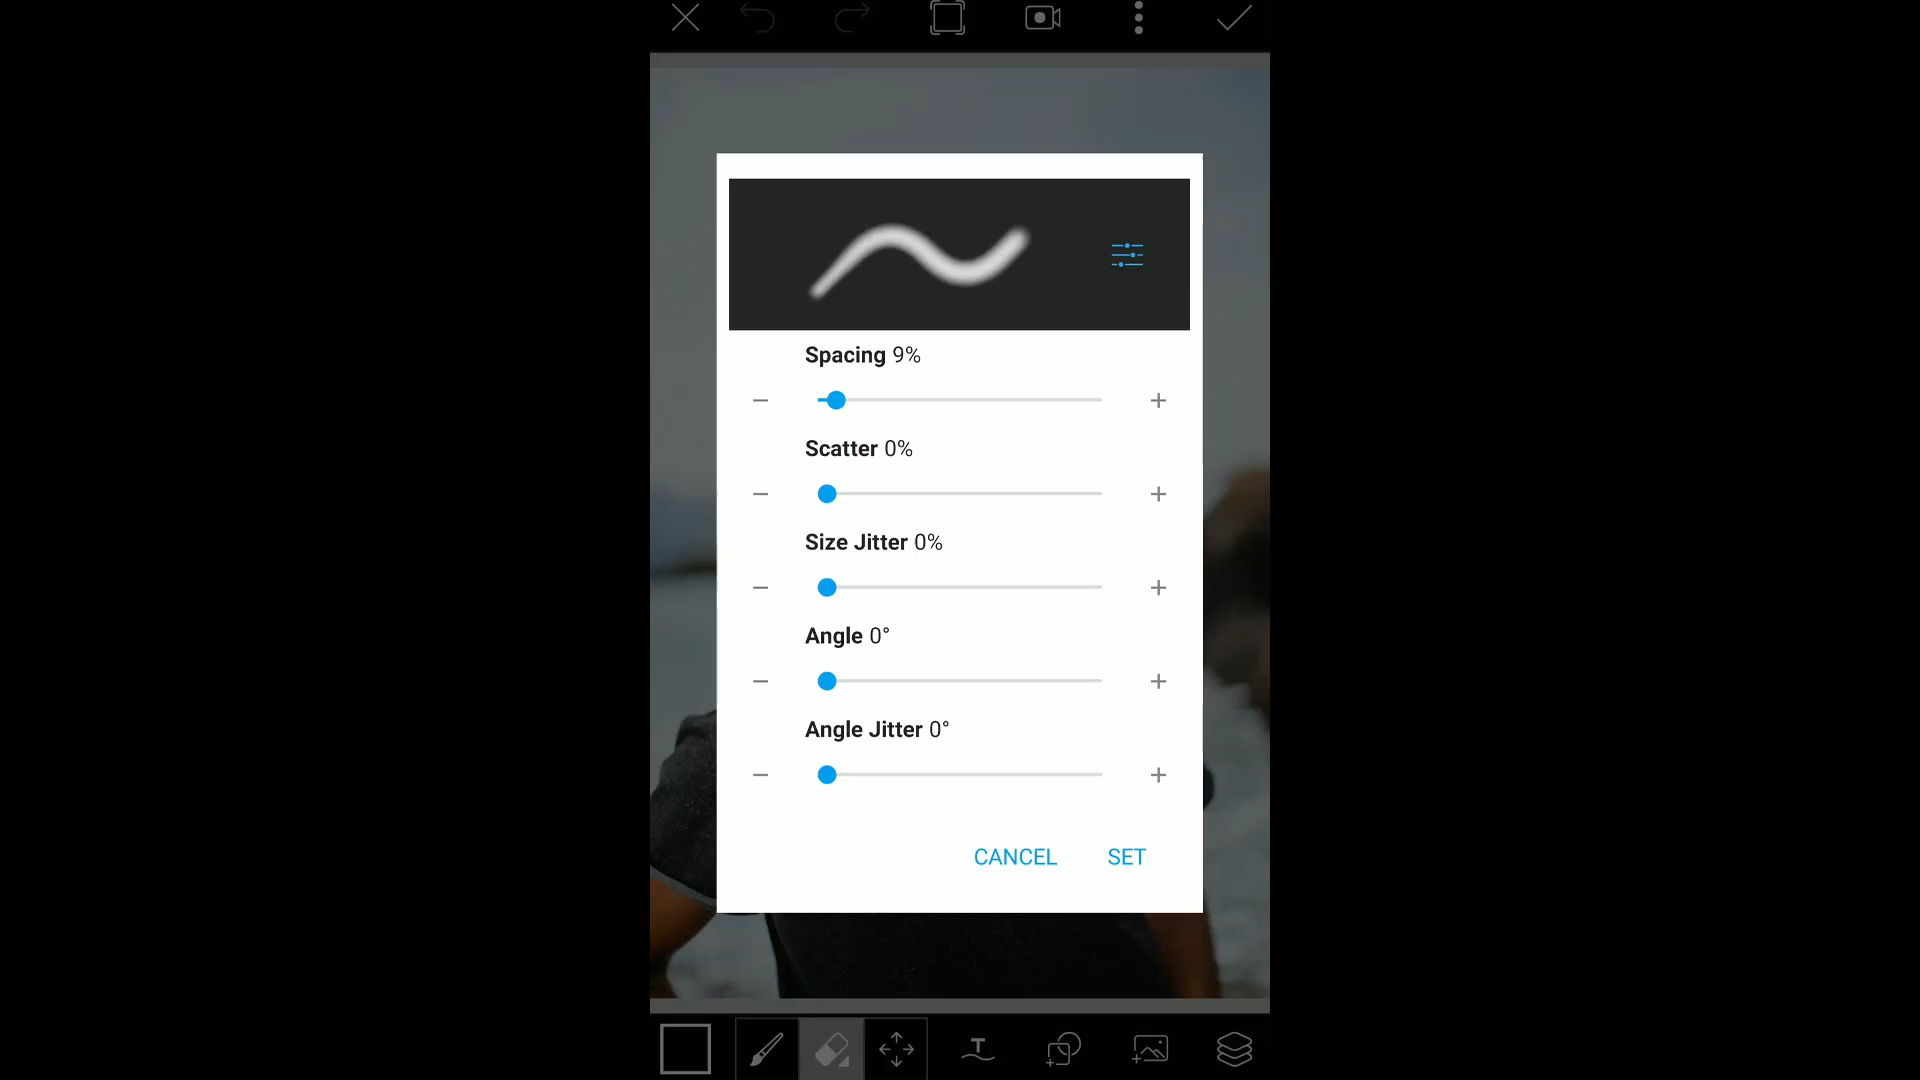 Spacing 9%
Scatter 0%
Size Jitter 0%
Angle 0°
Angle Jitter 0°
CANCEL SET
T